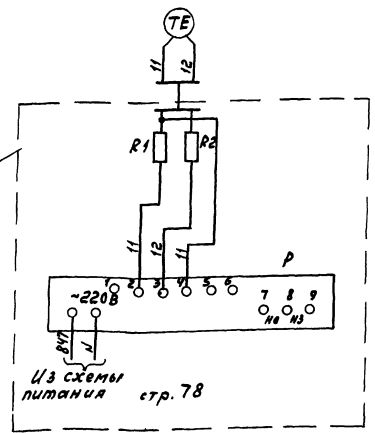 TE
11 12
R1 R2
11 12 11
P
1 2 3 4 5 6
~220В
7 8 9
НО НЗ
847 N
Из схемы
питания стр. 78